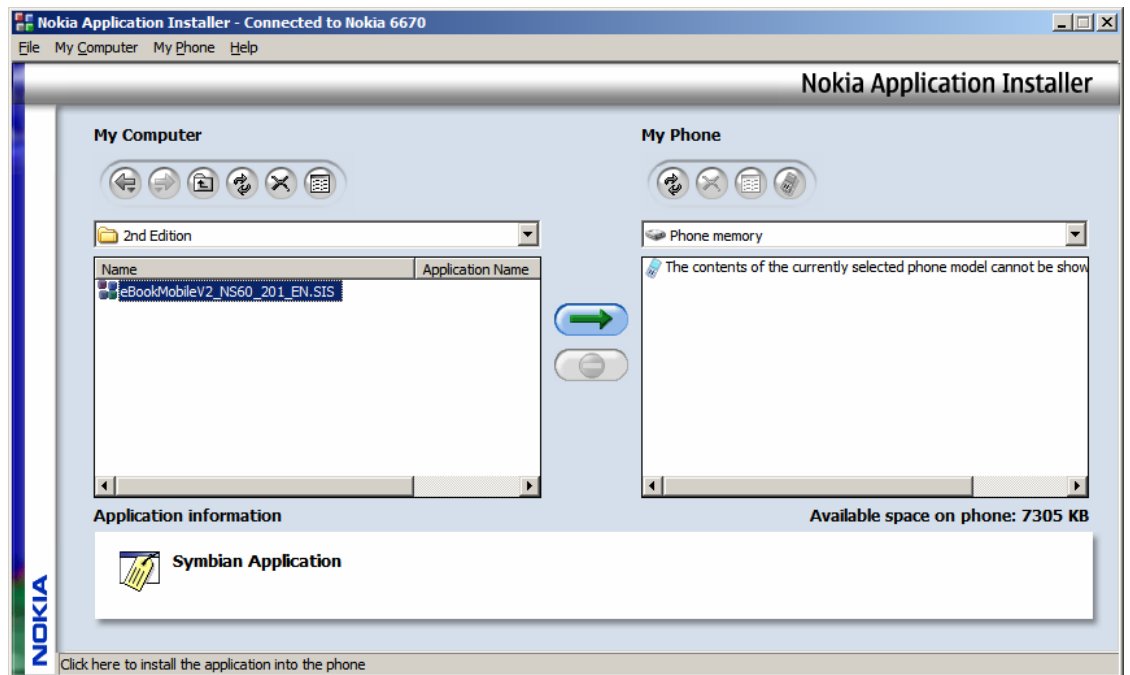 Nokia Application Installer - Connected to Nokia 6670
File My Computer My Phone Help
Nokia Application Installer
My Computer
My Phone
2nd Edition
Phone memory
Name Application Name
The contents of the currently selected phone model cannot be show
eBookMobileV2_NS60_201_EN.SIS
Application information
Available space on phone: 7305 KB
Symbian Application
NOKIA
Click here to install the application into the phone